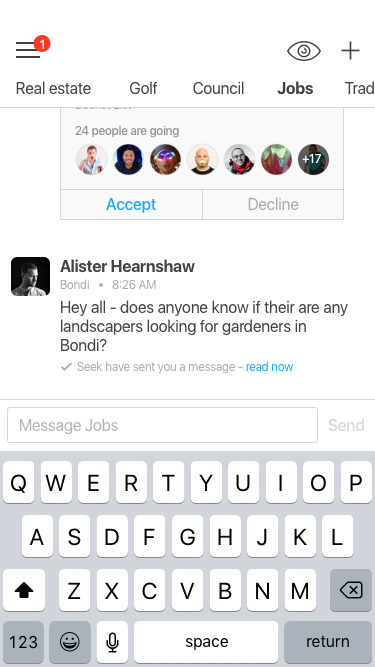 1
Real estate Golf Council Jobs Trad
24 people are going
+17
Accept Decline
Alister Hearnshaw
Bondi • 8:26 AM
Hey all - does anyone know if their are any
landscapers looking for gardeners in
Bondi?
Seek have sent you a message - read now
Message Jobs Send
Q W E R T Y U I O P
A S D F G H J K L
Z X C V B N M
123 space return